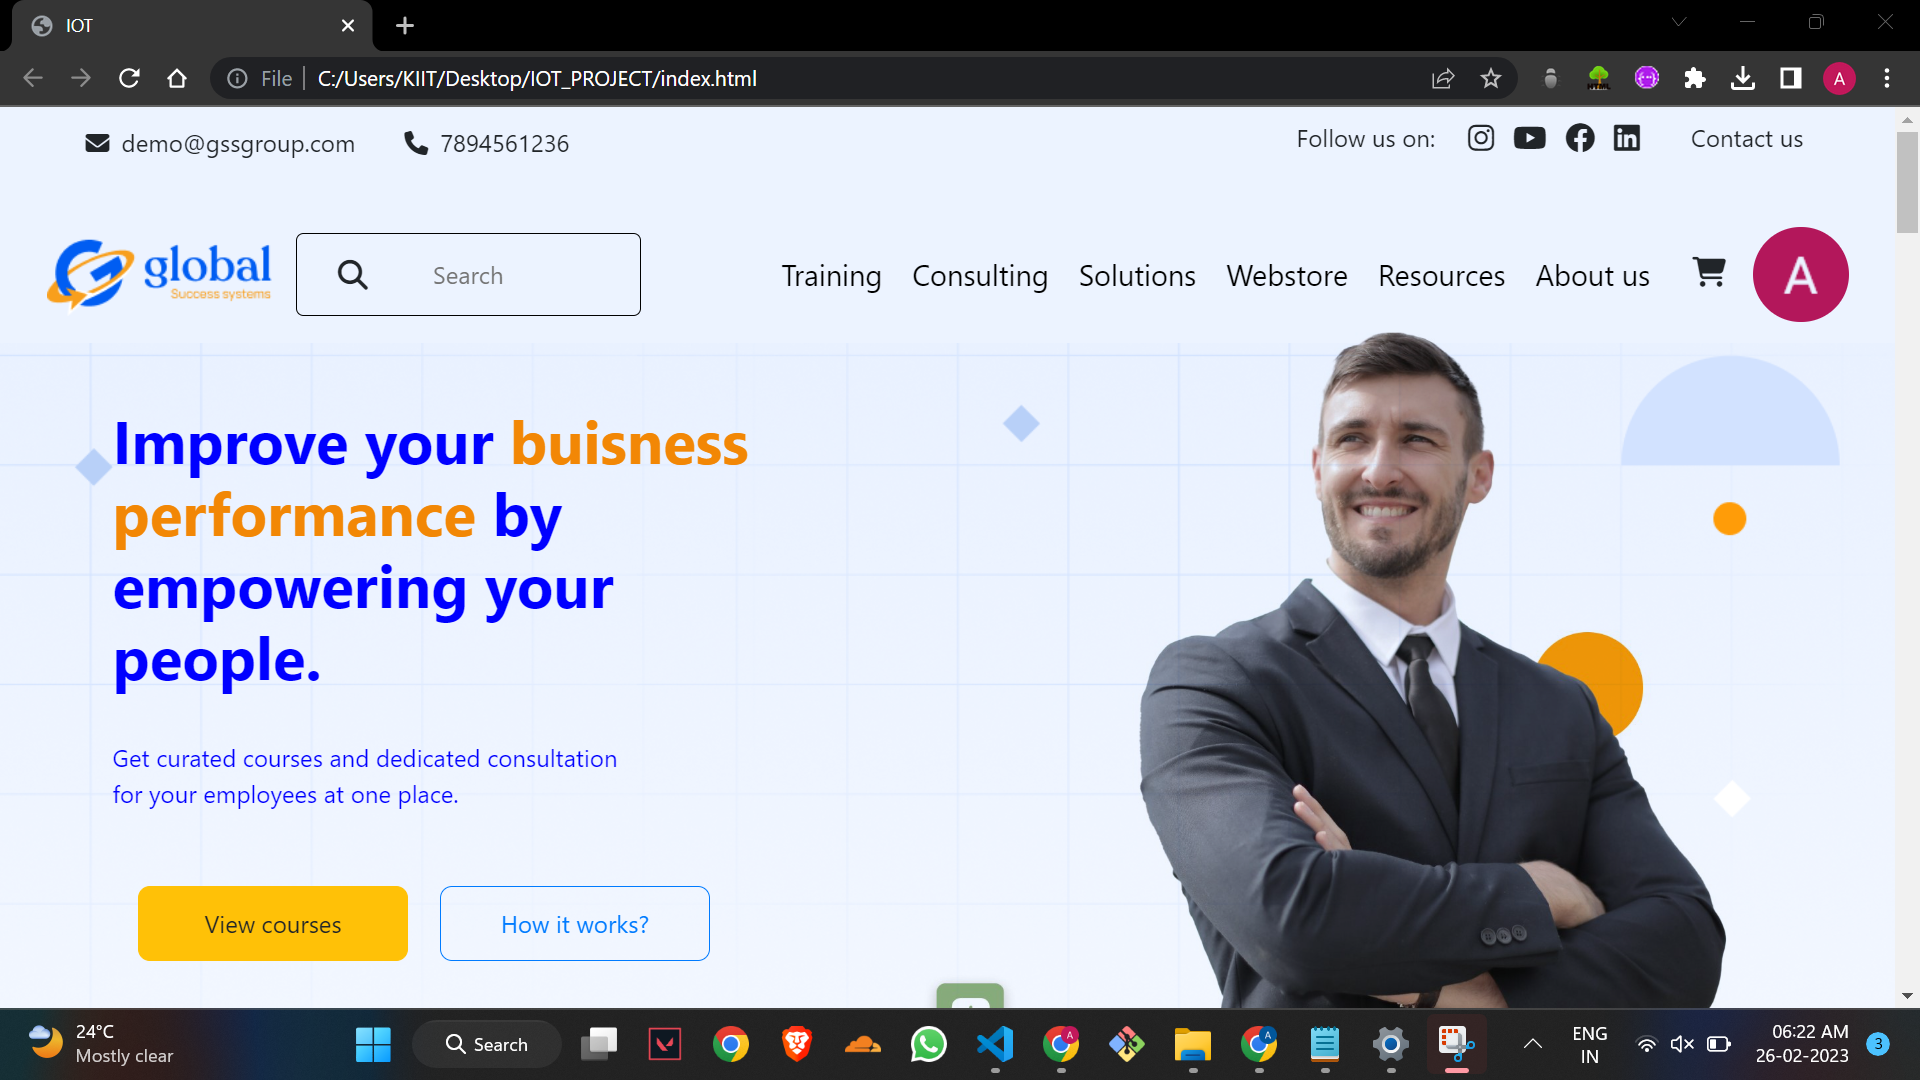 IOT
File
C:/Users/KIIT/Desktop/IOT_PROJECT/index.html
A
demo@gssgroup.com
7894561236
Follow us on:
Contact us
global
Success systems
Search
Training
Consulting
Solutions
Webstore
Resources
About us
A
Improve your buisness
performance by
empowering your
people.
Get curated courses and dedicated consultation
for your employees at one place.
View courses
How it works?
24°C
Mostly clear
Search
A
A
ENG
IN
06:22 AM
26-02-2023
3